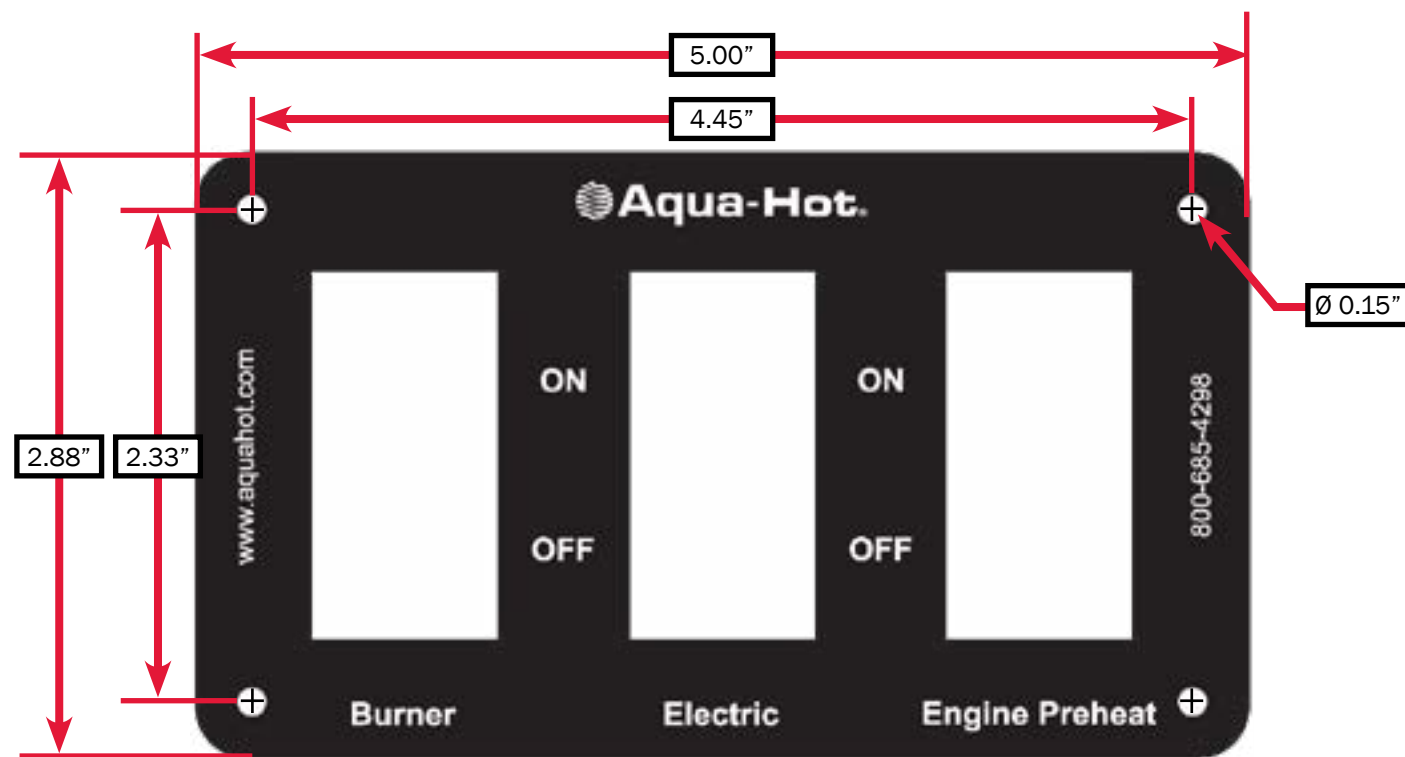 5.00”
4.45”
Aqua-Hot.
Ø 0.15”
ON
ON
www.aquahot.com
800-685-4298
2.88”
2.33”
OFF
OFF
Burner
Electric
Engine Preheat